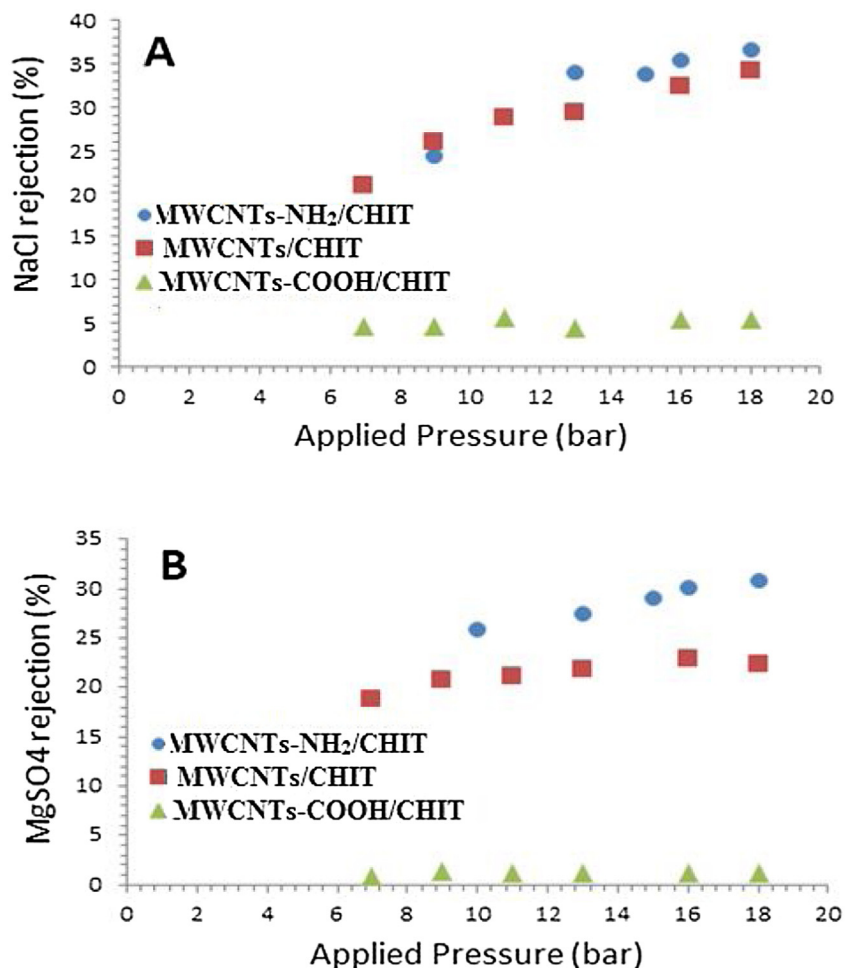 A
NaCl rejection (%)
40
35
30
25
20
15
10
5
0
MWCNTs-NH₂/CHIT
MWCNTs/CHIT
MWCNTs-COOH/CHIT
0 2 4 6 8 10 12 14 16 18 20
Applied Pressure (bar)
B
MgSO4 rejection (%)
35
30
25
20
15
10
5
0
MWCNTs-NH₂/CHIT
MWCNTs/CHIT
MWCNTs-COOH/CHIT
0 2 4 6 8 10 12 14 16 18 20
Applied Pressure (bar)